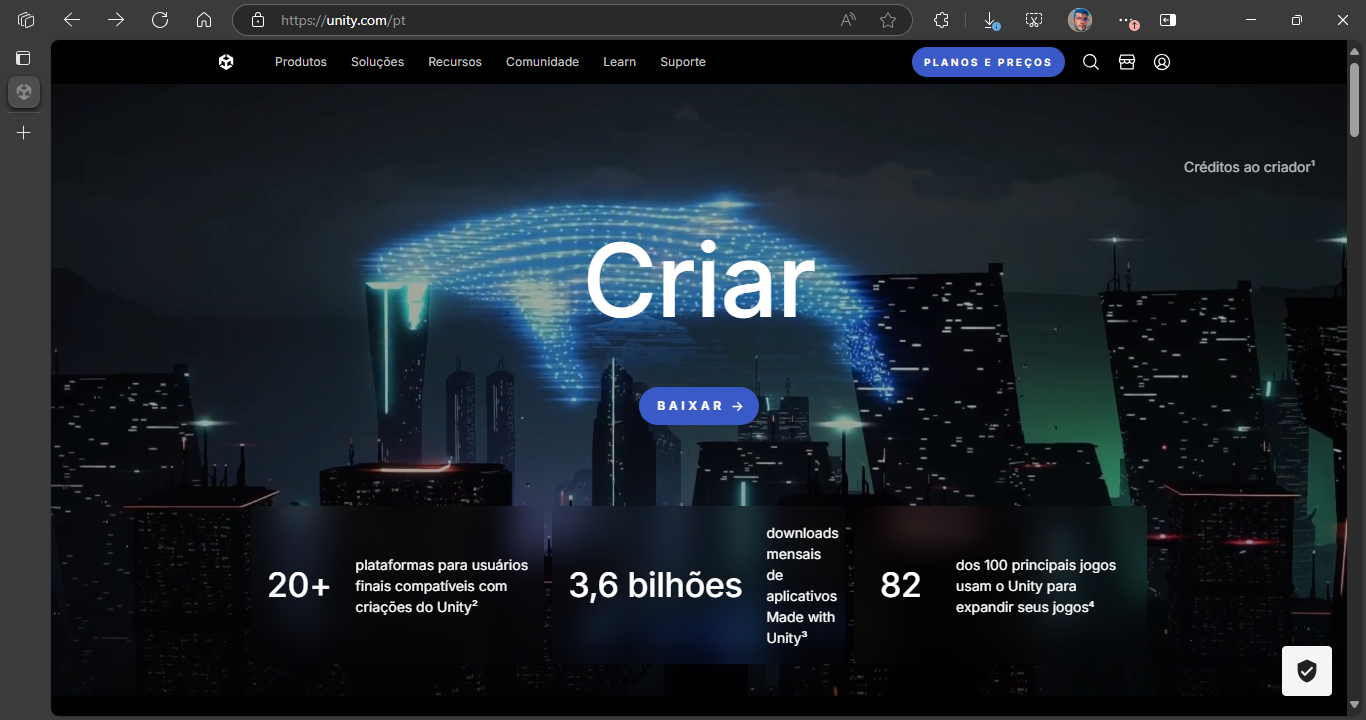 https://unity.com/pt
Produtos Soluções Recursos Comunidade Learn Suporte
PLANOS E PREÇOS
Créditos ao criador¹
Criar
BAIXAR →
20+
plataformas para usuários
finais compatíveis com
criações do Unity²
3,6 bilhões
downloads
mensais
de
aplicativos
Made with
Unity³
82
dos 100 principais jogos
usam o Unity para
expandir seus jogos⁴